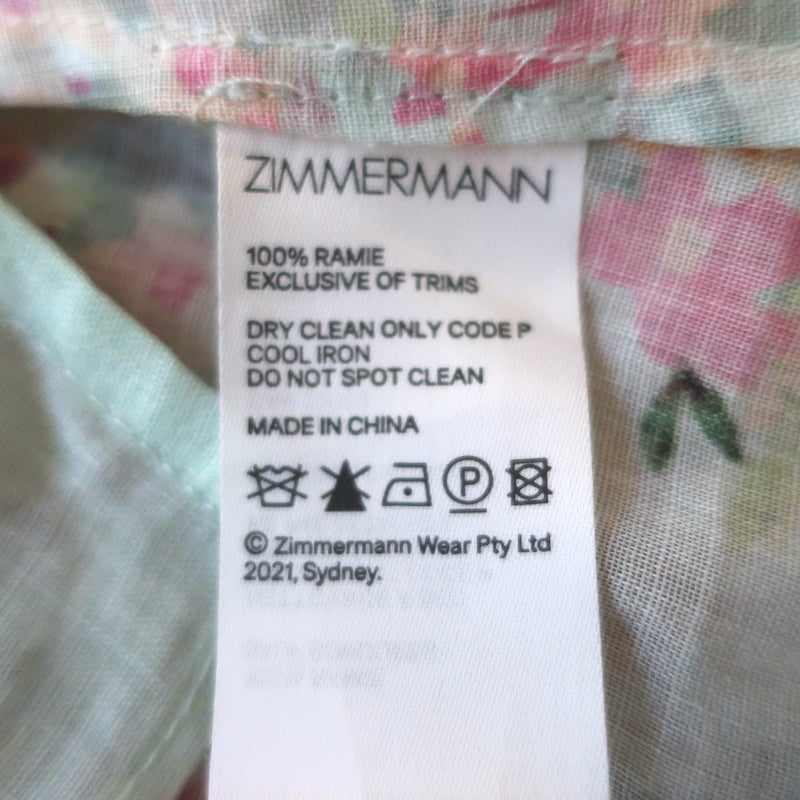 ZIMMERMANN
100% RAMIE
EXCLUSIVE OF TRIMS
DRY CLEAN ONLY CODE P
COOL IRON
DO NOT SPOT CLEAN
MADE IN CHINA
P
© Zimmermann Wear Pty Ltd
2021, Sydney.